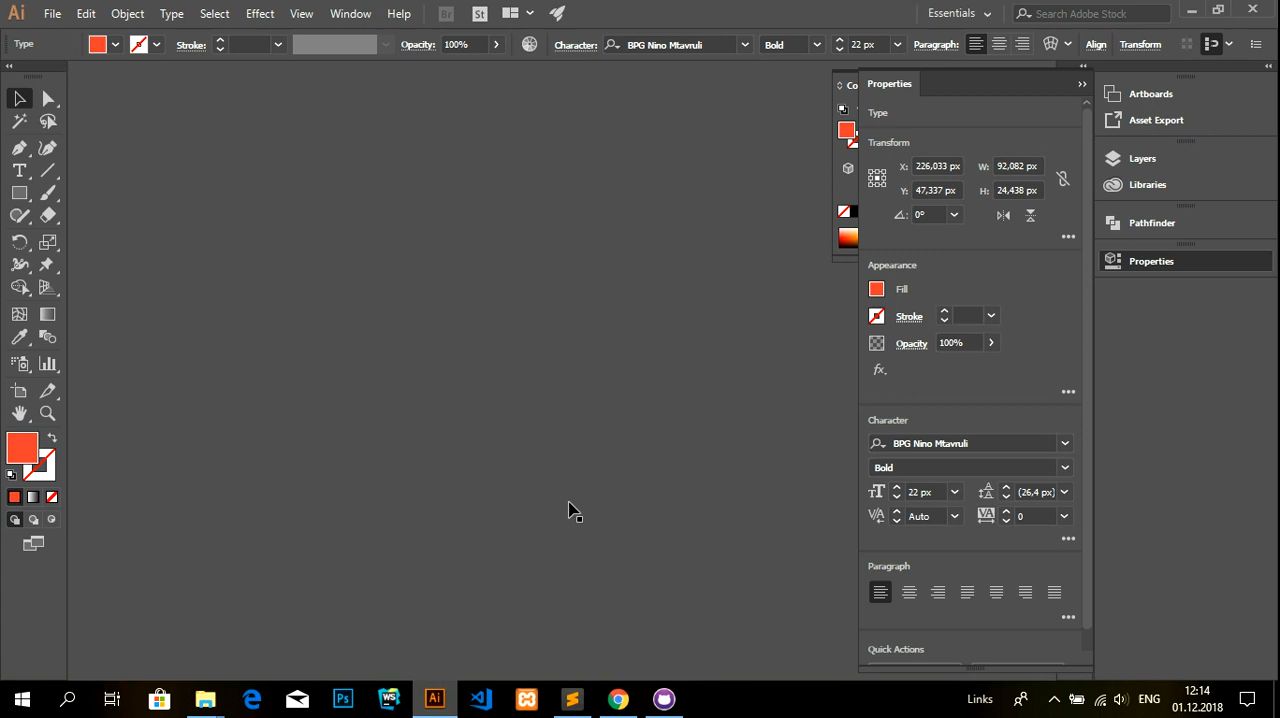 Ai File Edit Object Type Select Effect View Window Help Br St Essentials Search Adobe Stock
Type Stroke: Opacity: 100% Character: BPG Nino Mtavruli Bold 22 px Paragraph: Align Transform
Co
Properties
Type
Transform
X: 226,033 px W: 92,082 px
Y: 47,337 px H: 24,438 px
0°
Appearance
Fill
Stroke
Opacity 100%
fx.
Character
BPG Nino Mtavruli
Bold
22 px (26,4 px)
Auto 0
Paragraph
Quick Actions
Artboards
Asset Export
Layers
Libraries
Pathfinder
Properties
Ps Ai Links ENG 12:14
01.12.2018